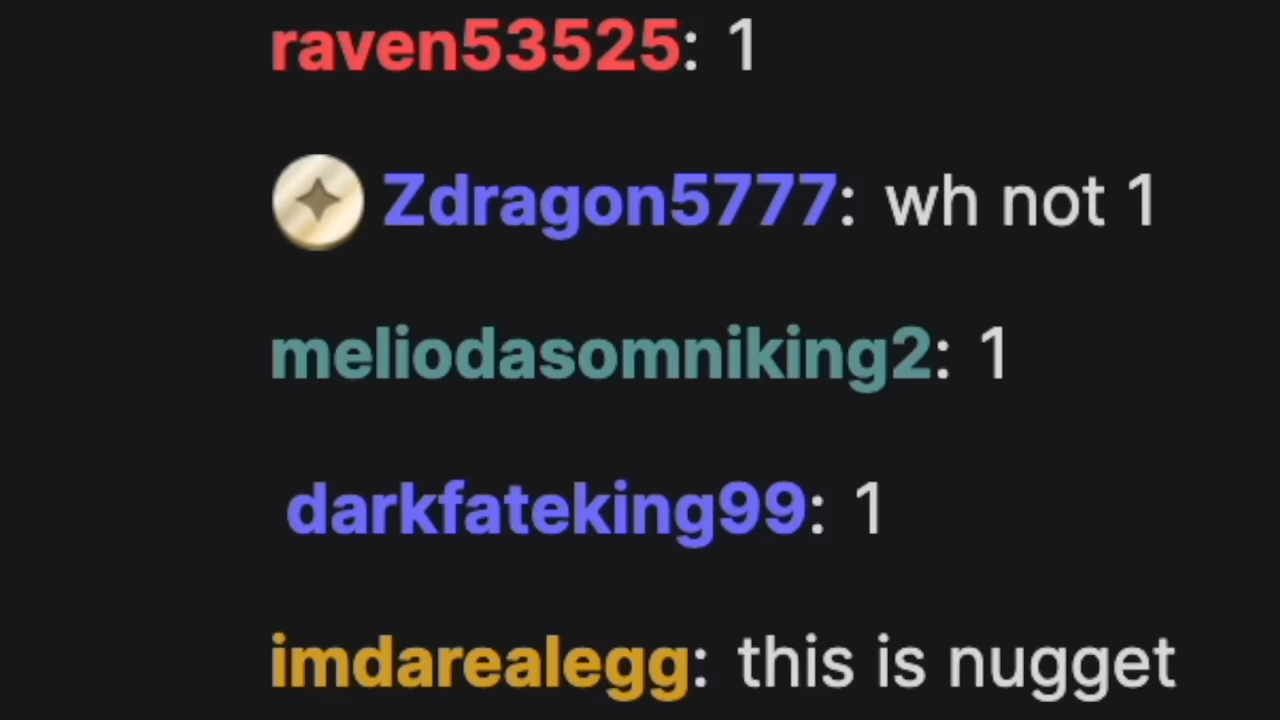 raven53525: 1
Zdragon5777: wh not 1
meliodasomniking2: 1
darkfateking99: 1
imdarealegg: this is nugget